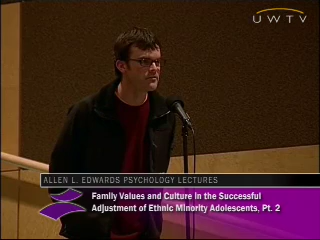 UWTV
ALLEN L. EDWARDS PSYCHOLOGY LECTURES
Family Values and Culture in the Successful
Adjustment of Ethnic Minority Adolescents, Pt. 2